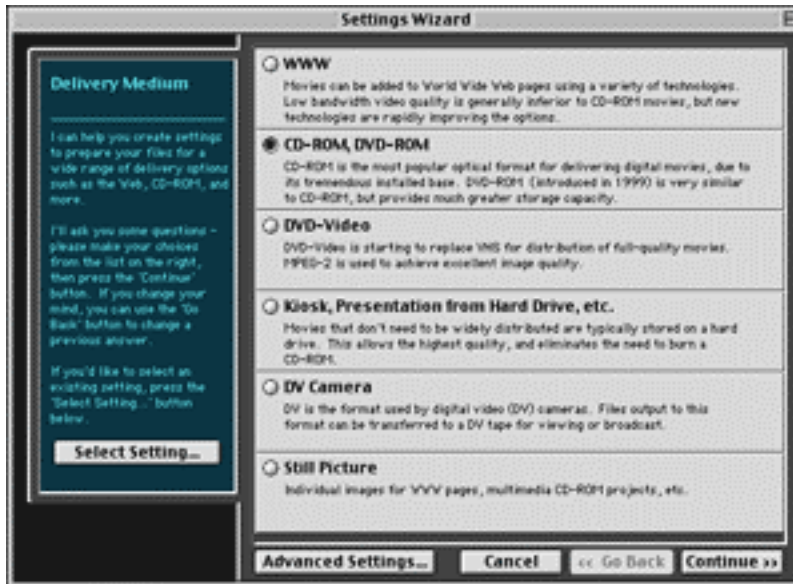 Settings Wizard
Delivery Medium
I can help you create settings
to prepare your files for a
wide range of delivery options
such as the Web, CD-ROM, and
more.
I'll ask you some questions -
please make your choices
from the list on the right,
then press the 'Continue'
button. If you change your
mind, you can use the 'Go
Back' button to change a
previous answer.
If you'd like to select an
existing setting, press the
'Select Setting...' button
below.
Select Setting...
WWW
Movies can be added to World Wide Web pages using a variety of technologies.
Low bandwidth video quality is generally inferior to CD-ROM movies, but new
technologies are rapidly improving the options.
CD-ROM, DVD-ROM
CD-ROM is the most popular optical format for delivering digital movies, due to
its tremendous installed base. DVD-ROM (introduced in 1999) is very similar
to CD-ROM, but provides much greater storage capacity.
DVD-Video
DVD-Video is starting to replace VHS for distribution of full-quality movies.
MPEG-2 is used to achieve excellent image quality.
Kiosk, Presentation from Hard Drive, etc.
Movies that don't need to be widely distributed are typically stored on a hard
drive. This allows the highest quality, and eliminates the need to burn a
CD-ROM.
DV Camera
DV is the format used by digital video (DV) cameras. Files output to this
format can be transferred to a DV tape for viewing or broadcast.
Still Picture
Individual images for WWW pages, multimedia CD-ROM projects, etc.
Advanced Settings... Cancel << Go Back Continue >>